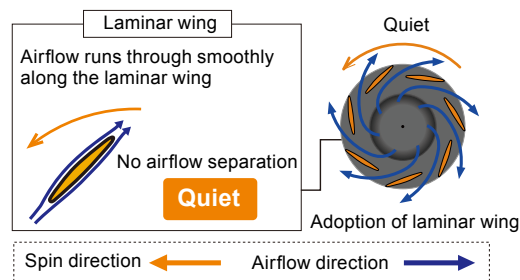 Laminar wing
Airflow runs through smoothly
along the laminar wing
No airflow separation
Quiet
Quiet
Adoption of laminar wing
Spin direction
Airflow direction